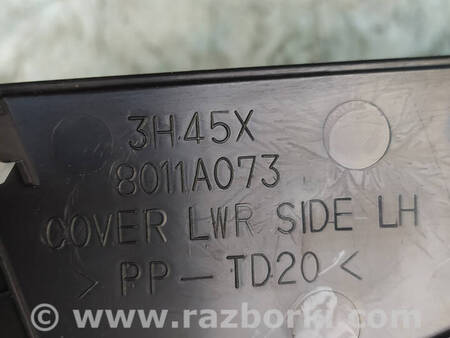 3H45X
8011A073
COVER LWR SIDE LH
> PP-TD20 <
© www.razborki.com